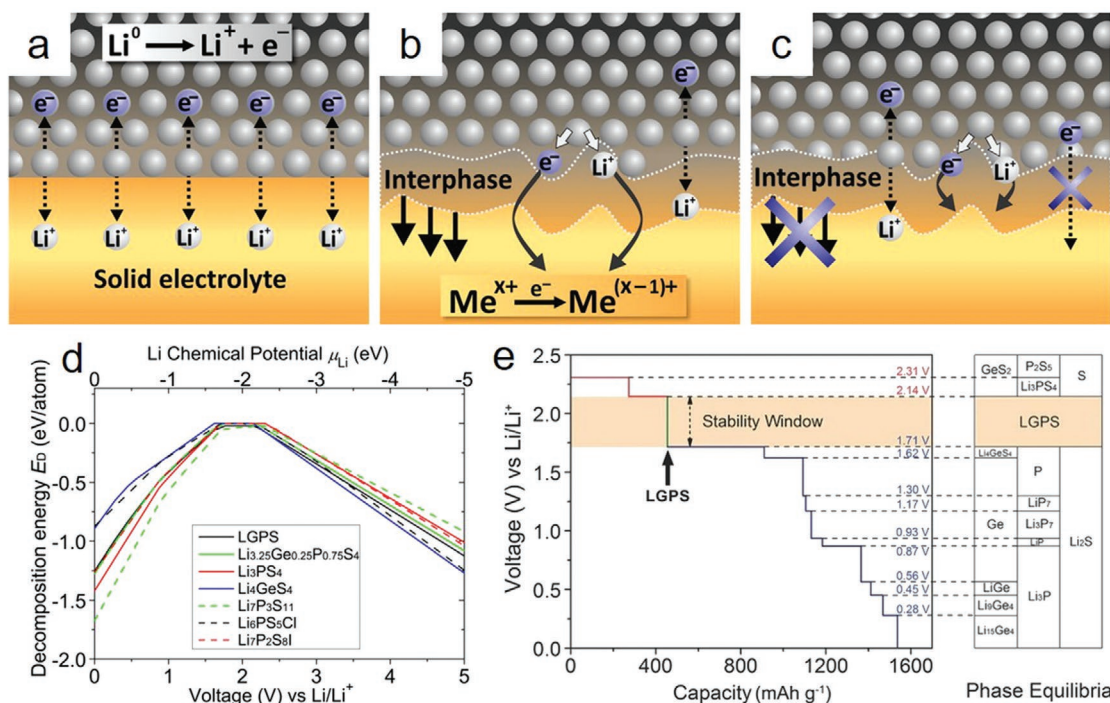 a
Li⁰ → Li⁺ + e⁻
e⁻ e⁻ e⁻ e⁻ e⁻
Li⁺ Li⁺ Li⁺ Li⁺ Li⁺
Solid electrolyte
b
e⁻
e⁻ Li⁺
Interphase
Li⁺
Meˣ⁺ e⁻→ Me⁽ˣ⁻¹⁾⁺
c
e⁻
e⁻
e⁻ Li⁺
Interphase
Li⁺
d
Li Chemical Potential μLi (eV)
0 -1 -2 -3 -4 -5
Decomposition energy ED (eV/atom)
0.0
-0.5
-1.0
-1.5
-2.0
LGPS
Li3.25Ge0.25P0.75S4
Li3PS4
Li4GeS4
Li7P3S11
Li6PS5Cl
Li7P2S8I
0 1 2 3 4 5
Voltage (V) vs Li/Li⁺
e
Voltage (V) vs Li/Li⁺
2.5
2.0
1.5
1.0
0.5
0.0
2.31 V
2.14 V
Stability Window
1.71 V
1.62 V
LGPS
1.30 V
1.17 V
0.93 V
0.87 V
0.56 V
0.45 V
0.28 V
0 400 800 1200 1600
Capacity (mAh g⁻¹)
GeS2 P2S5 S
Li3PS4
LGPS
Li4GeS4
P
LiP7
Ge Li3P7
LiP
Li2S
LiGe
Li3P
Li9Ge4
Li15Ge4
Phase Equilibria